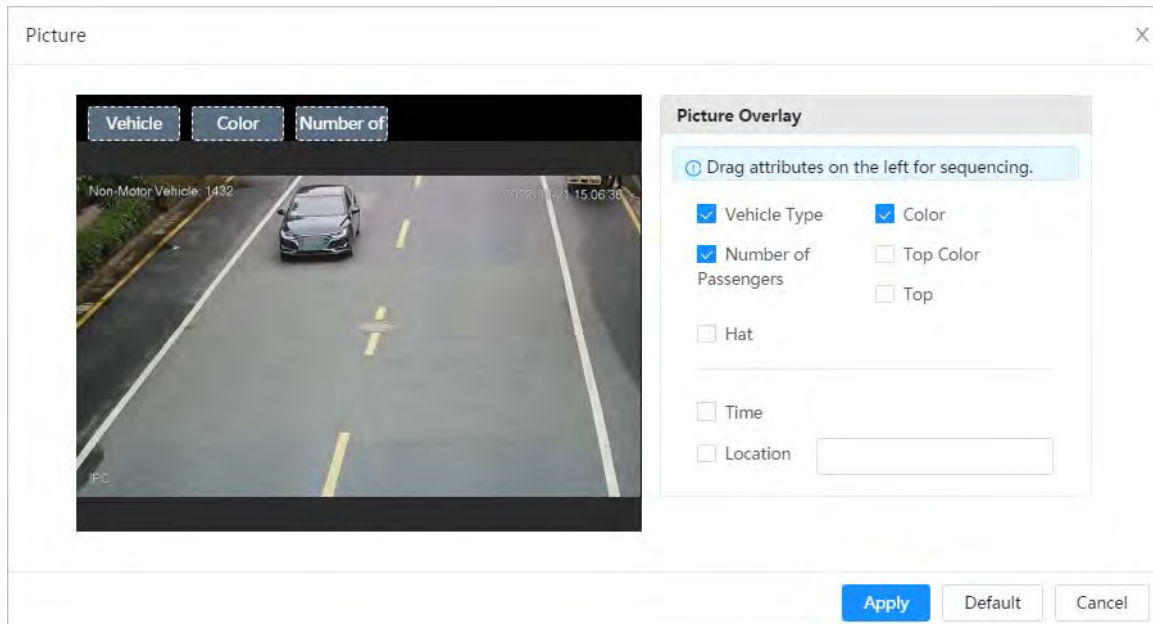 Picture
Vehicle Color Number of
Non-Motor Vehicle: 1432
15:06:36
IPC
Picture Overlay
Drag attributes on the left for sequencing.
Vehicle Type Color
Number of Passengers
Top Color
Top
Hat
Time
Location
Apply Default Cancel